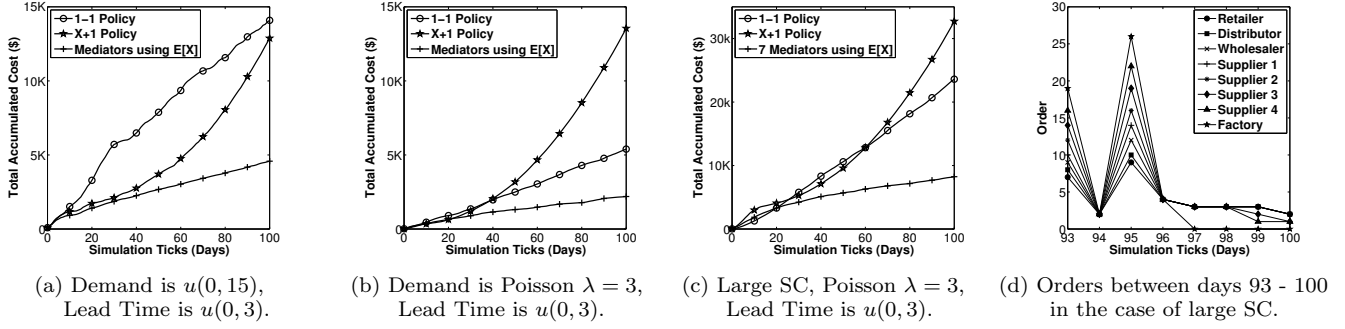 1−1 Policy
X+1 Policy
Mediators using E[X]
Total Accumulated Cost ($)
15K
10K
5K
0
0 20 40 60 80 100
Simulation Ticks (Days)
(a) Demand is u(0, 15),
Lead Time is u(0, 3).
1−1 Policy
X+1 Policy
Mediators using E[X]
Total Accumulated Cost ($)
15K
10K
5K
0
0 20 40 60 80 100
Simulation Ticks (Days)
(b) Demand is Poisson λ = 3,
Lead Time is u(0, 3).
1−1 Policy
X+1 Policy
7 Mediators using E[X]
Total Accumulated Cost ($)
30K
20K
10K
0
0 20 40 60 80 100
Simulation Ticks (Days)
(c) Large SC, Poisson λ = 3,
Lead Time is u(0, 3).
Retailer
Distributor
Wholesaler
Supplier 1
Supplier 2
Supplier 3
Supplier 4
Factory
Order
30
25
20
15
10
5
0
93 94 95 96 97 98 99 100
Simulation Ticks (Days)
(d) Orders between days 93 - 100
in the case of large SC.